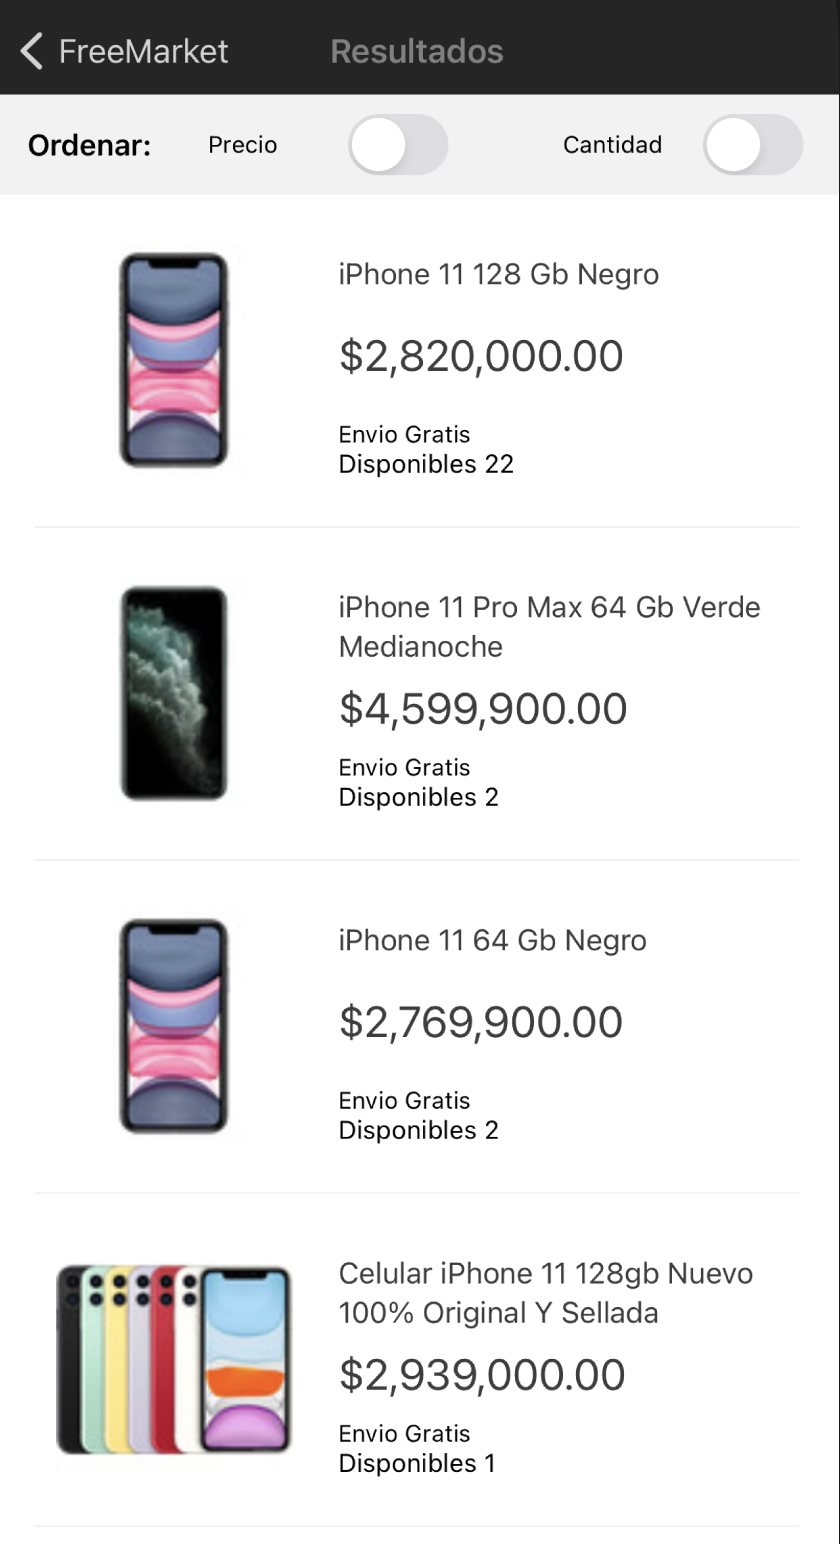 FreeMarket Resultados
Ordenar: Precio Cantidad
iPhone 11 128 Gb Negro
$2,820,000.00
Envio Gratis
Disponibles 22
iPhone 11 Pro Max 64 Gb Verde
Medianoche
$4,599,900.00
Envio Gratis
Disponibles 2
iPhone 11 64 Gb Negro
$2,769,900.00
Envio Gratis
Disponibles 2
Celular iPhone 11 128gb Nuevo
100% Original Y Sellada
$2,939,000.00
Envio Gratis
Disponibles 1